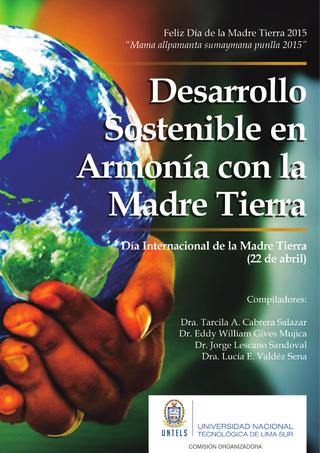 Feliz Día de la Madre Tierra 2015
"Mama allpamanta sumaymana punlla 2015"
Desarrollo
Sostenible en
Armonía con la
Madre Tierra
Día Internacional de la Madre Tierra
(22 de abril)
Compiladores:
Dra. Tarcila A. Cabrera Salazar
Dr. Eddy William Gives Mujica
Dr. Jorge Lescano Sandoval
Dra. Lucía E. Valdéz Sena
UNTELS
UNIVERSIDAD NACIONAL
TECNOLÓGICA DE LIMA SUR
COMISIÓN ORGANIZADORA